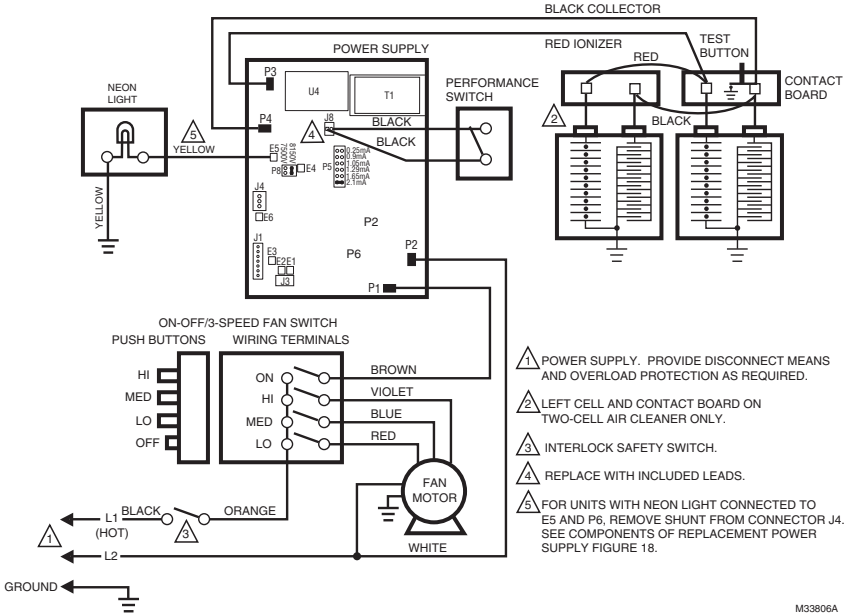 BLACK COLLECTOR
RED IONIZER
TEST
BUTTON
RED
POWER SUPPLY
P3
U4
T1
PERFORMANCE
SWITCH
CONTACT
BOARD
NEON
LIGHT
P4
J8
BLACK
BLACK
4
2
BLACK
5
YELLOW
E5
8150V
7500V
P8
E4
P5
0.25mA
0.9mA
1.05mA
1.29mA
1.65mA
2.1mA
YELLOW
J4
E6
P2
J1
E3
E2E1
J3
P6
P2
P1
ON-OFF/3-SPEED FAN SWITCH
PUSH BUTTONS
WIRING TERMINALS
HI
MED
LO
OFF
ON
HI
MED
LO
BROWN
VIOLET
BLUE
RED
FAN
MOTOR
L1
(HOT)
BLACK
3
ORANGE
1
L2
WHITE
GROUND
1 POWER SUPPLY. PROVIDE DISCONNECT MEANS
AND OVERLOAD PROTECTION AS REQUIRED.
2 LEFT CELL AND CONTACT BOARD ON
TWO-CELL AIR CLEANER ONLY.
3 INTERLOCK SAFETY SWITCH.
4 REPLACE WITH INCLUDED LEADS.
5 FOR UNITS WITH NEON LIGHT CONNECTED TO
E5 AND P6, REMOVE SHUNT FROM CONNECTOR J4.
SEE COMPONENTS OF REPLACEMENT POWER
SUPPLY FIGURE 18.
M33806A